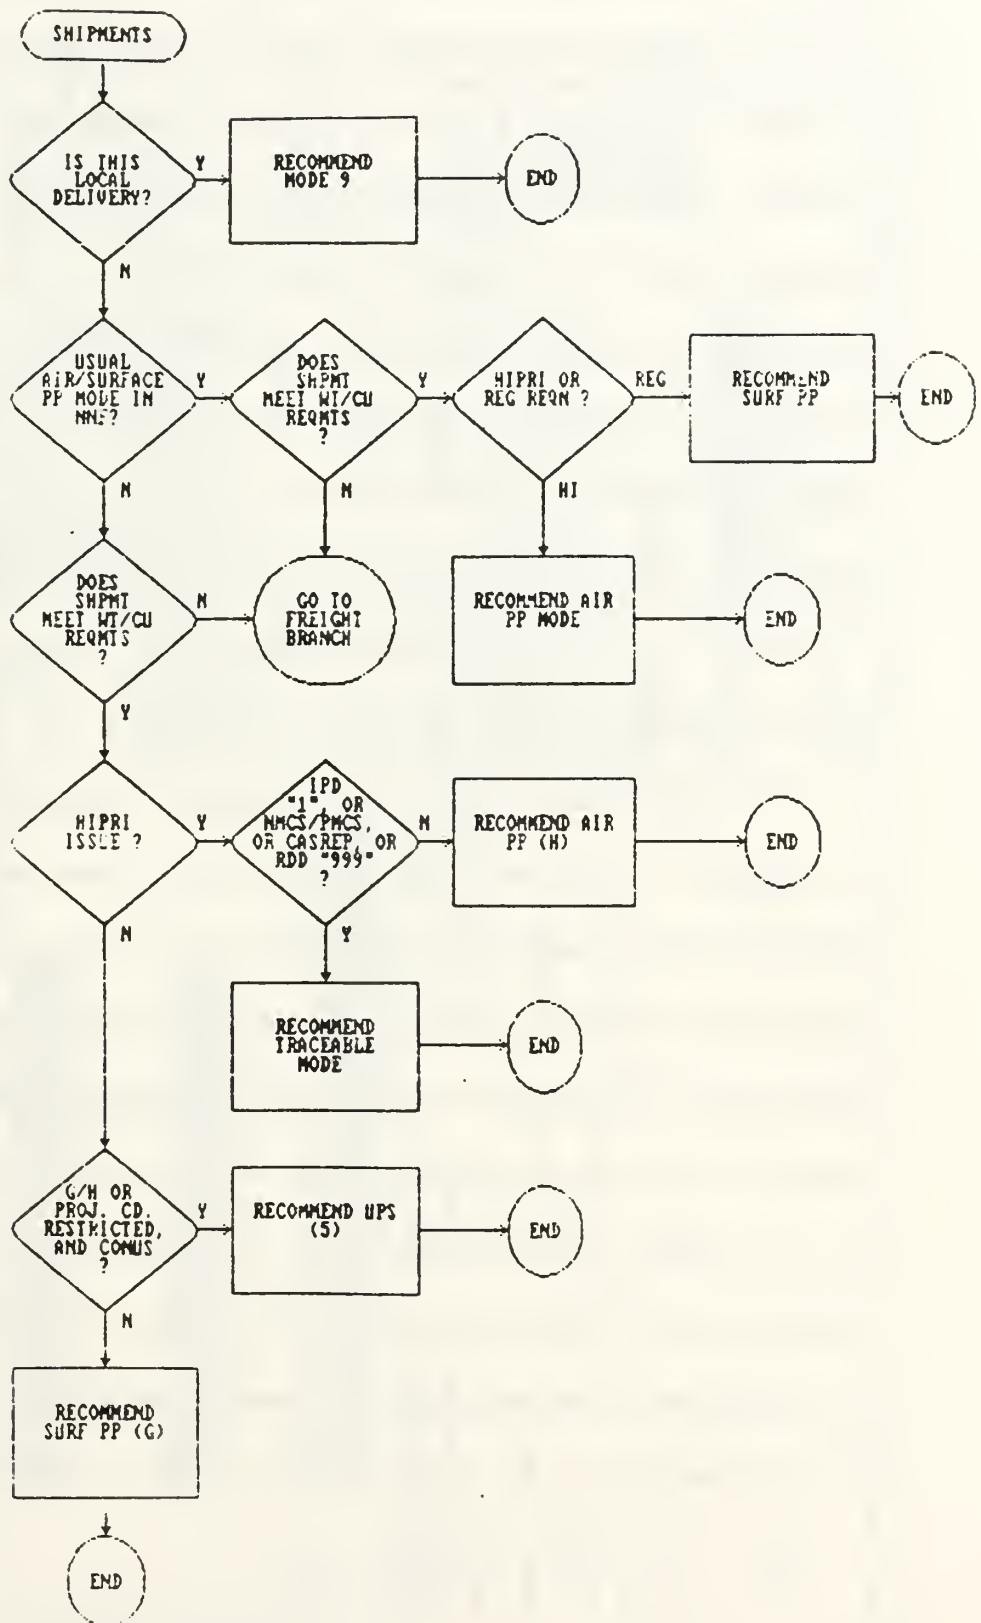 SHIPMENTS
IS THIS
LOCAL
DELIVERY?
Y
RECOMMEND
MODE 9
END
N
USUAL
AIR/SURFACE
PP MODE IN
NNF?
Y
DOES
SHPMT
MEET WT/CU
REQMTS
?
Y
HIPRI OR
REG REQN ?
REG
RECOMMEND
SURF PP
END
N
N
HI
DOES
SHPMT
MEET WT/CU
REQMTS
?
N
GO TO
FREIGHT
BRANCH
RECOMMEND AIR
PP MODE
END
Y
HIPRI
ISSUE ?
Y
IPD
"1", OR
NMCS/PMCS,
OR CASREP, OR
RDD "999"
?
N
RECOMMEND AIR
PP (H)
END
N
Y
RECOMMEND
TRACEABLE
MODE
END
G/H OR
PROJ. CD.
RESTRICTED,
AND CONUS
?
Y
RECOMMEND UPS
(5)
END
N
RECOMMEND
SURF PP (G)
END